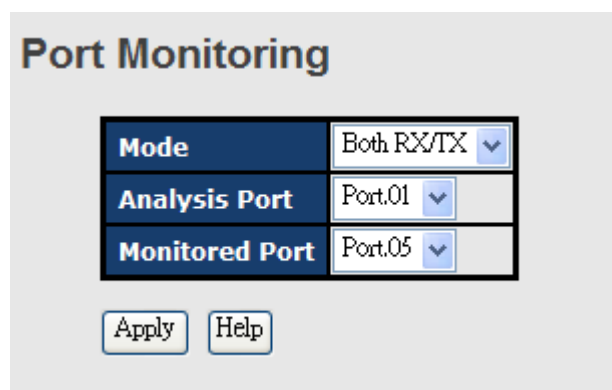 Port Monitoring
Mode Both RX/TX
Analysis Port Port.01
Monitored Port Port.05
Apply Help